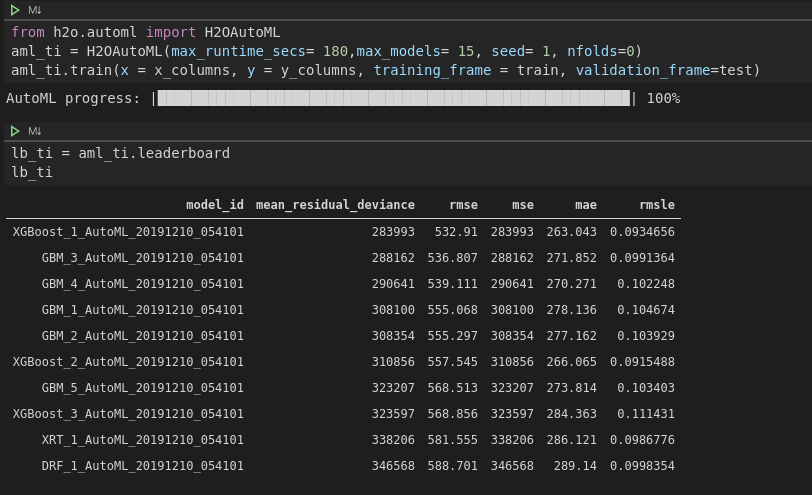 M↓
from h2o.automl import H2OAutoML
aml_ti = H2OAutoML(max_runtime_secs= 180,max_models= 15, seed= 1, nfolds=0)
aml_ti.train(x = x_columns, y = y_columns, training_frame = train, validation_frame=test)
AutoML progress: |████████████████████████████████████████████████████████| 100%
M↓
lb_ti = aml_ti.leaderboard
lb_ti
model_id mean_residual_deviance rmse mse mae rmsle
XGBoost_1_AutoML_20191210_054101 283993 532.91 283993 263.043 0.0934656
GBM_3_AutoML_20191210_054101 288162 536.807 288162 271.852 0.0991364
GBM_4_AutoML_20191210_054101 290641 539.111 290641 270.271 0.102248
GBM_1_AutoML_20191210_054101 308100 555.068 308100 278.136 0.104674
GBM_2_AutoML_20191210_054101 308354 555.297 308354 277.162 0.103929
XGBoost_2_AutoML_20191210_054101 310856 557.545 310856 266.065 0.0915488
GBM_5_AutoML_20191210_054101 323207 568.513 323207 273.814 0.103403
XGBoost_3_AutoML_20191210_054101 323597 568.856 323597 284.363 0.111431
XRT_1_AutoML_20191210_054101 338206 581.555 338206 286.121 0.0986776
DRF_1_AutoML_20191210_054101 346568 588.701 346568 289.14 0.0998354